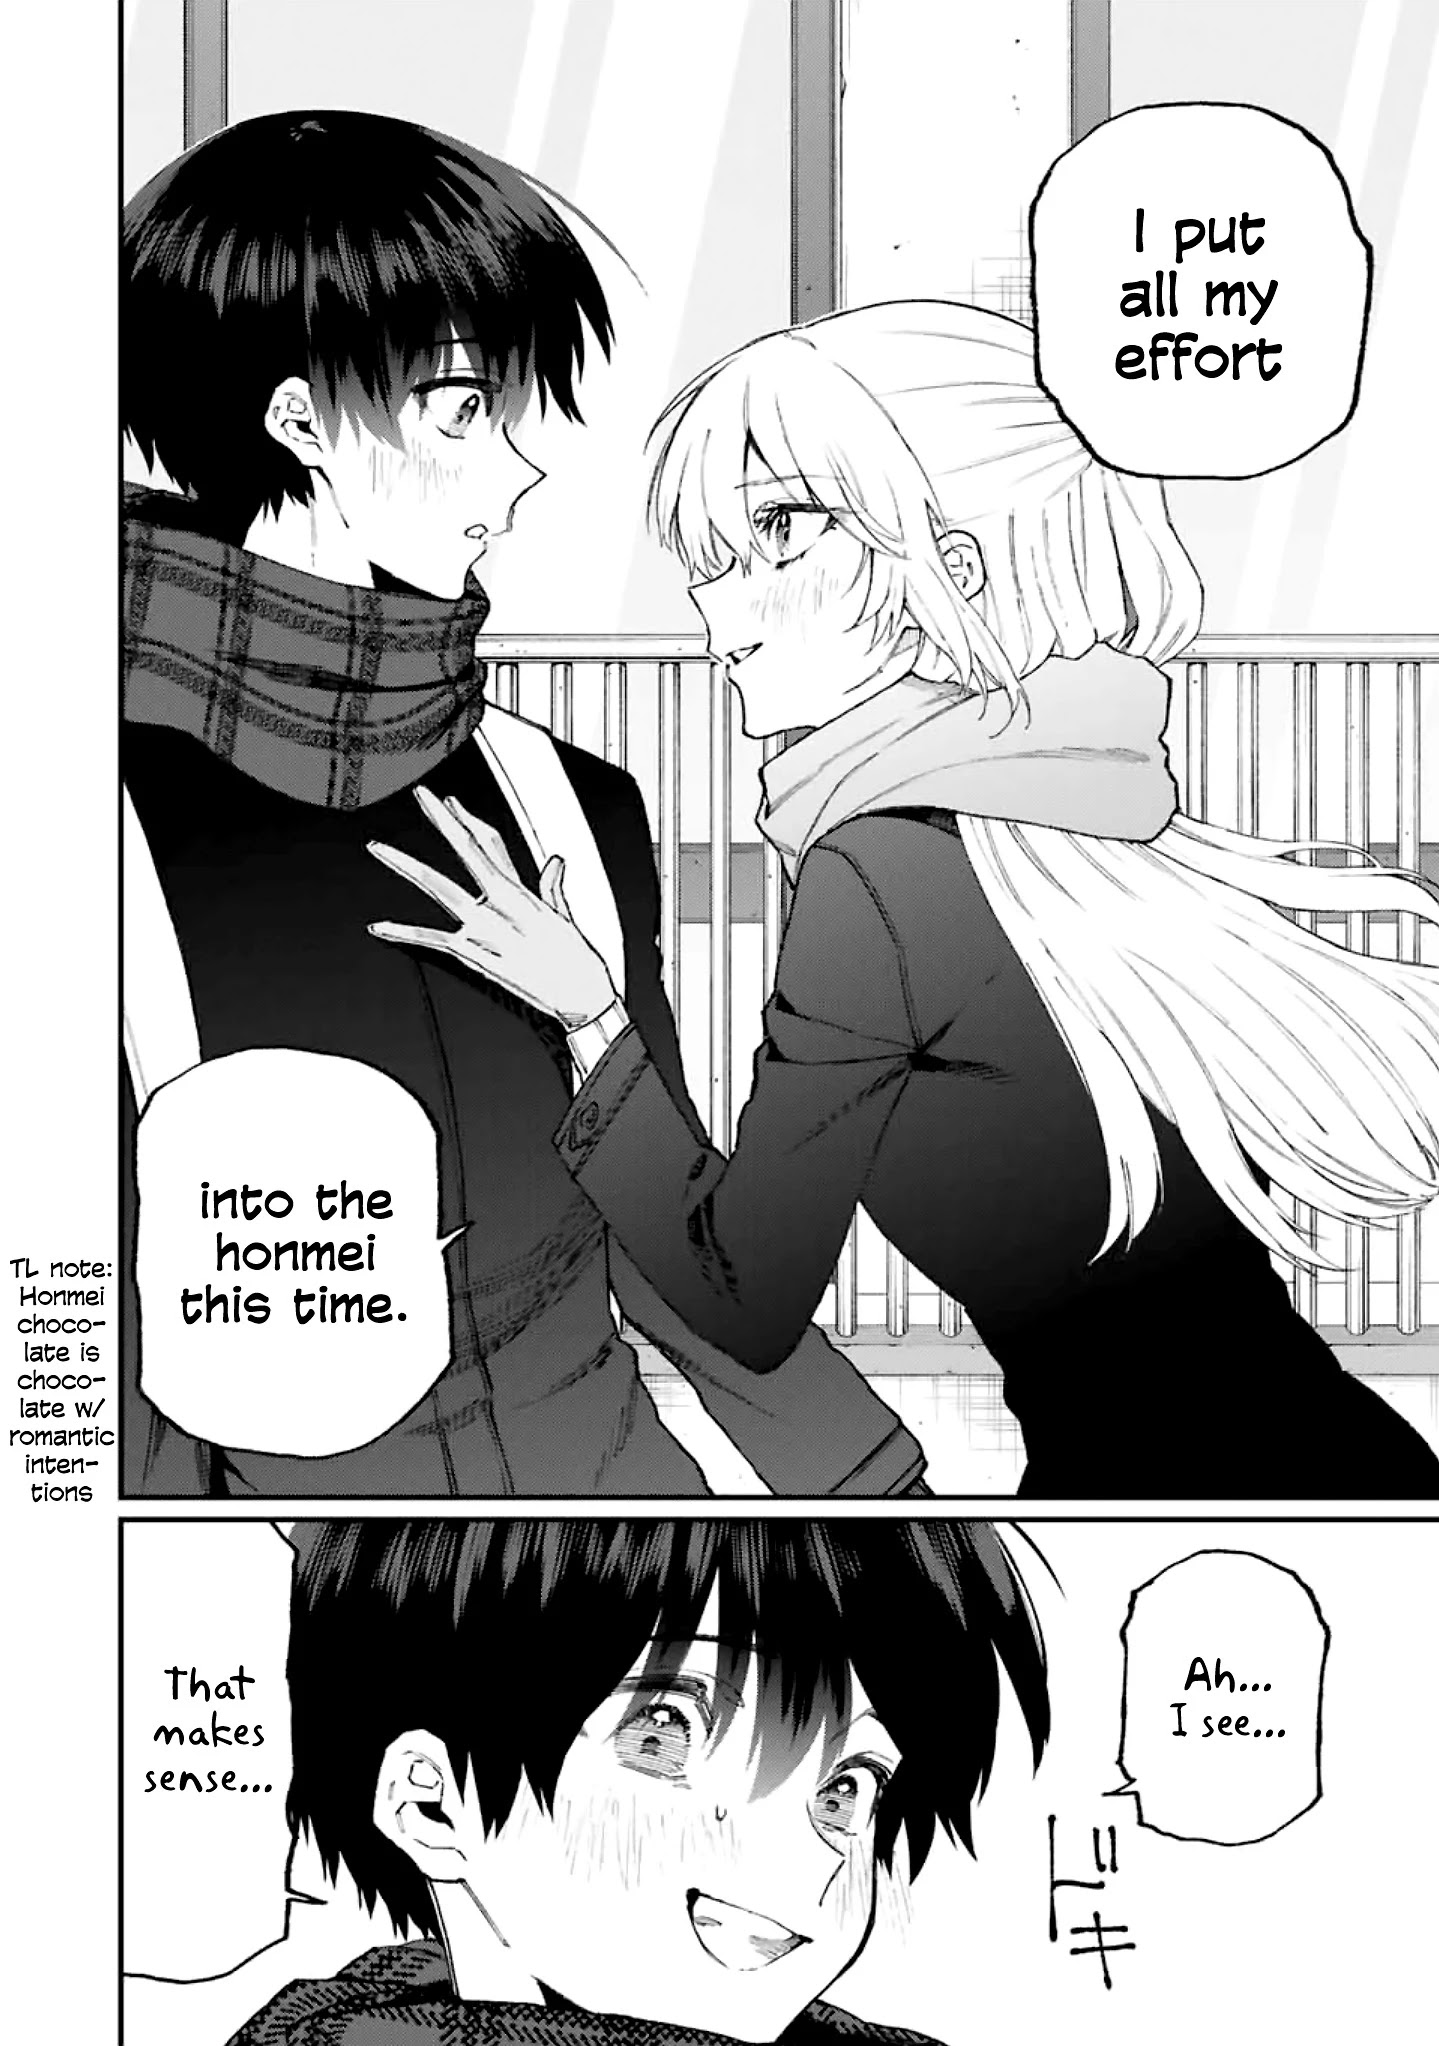 I put
all my
effort
into the
honmei
this time.
TL note:
Honmei
choco-
late is
choco-
late w/
romantic
inten-
tions
Ah...
I see...
ドキ
That
makes
sense...